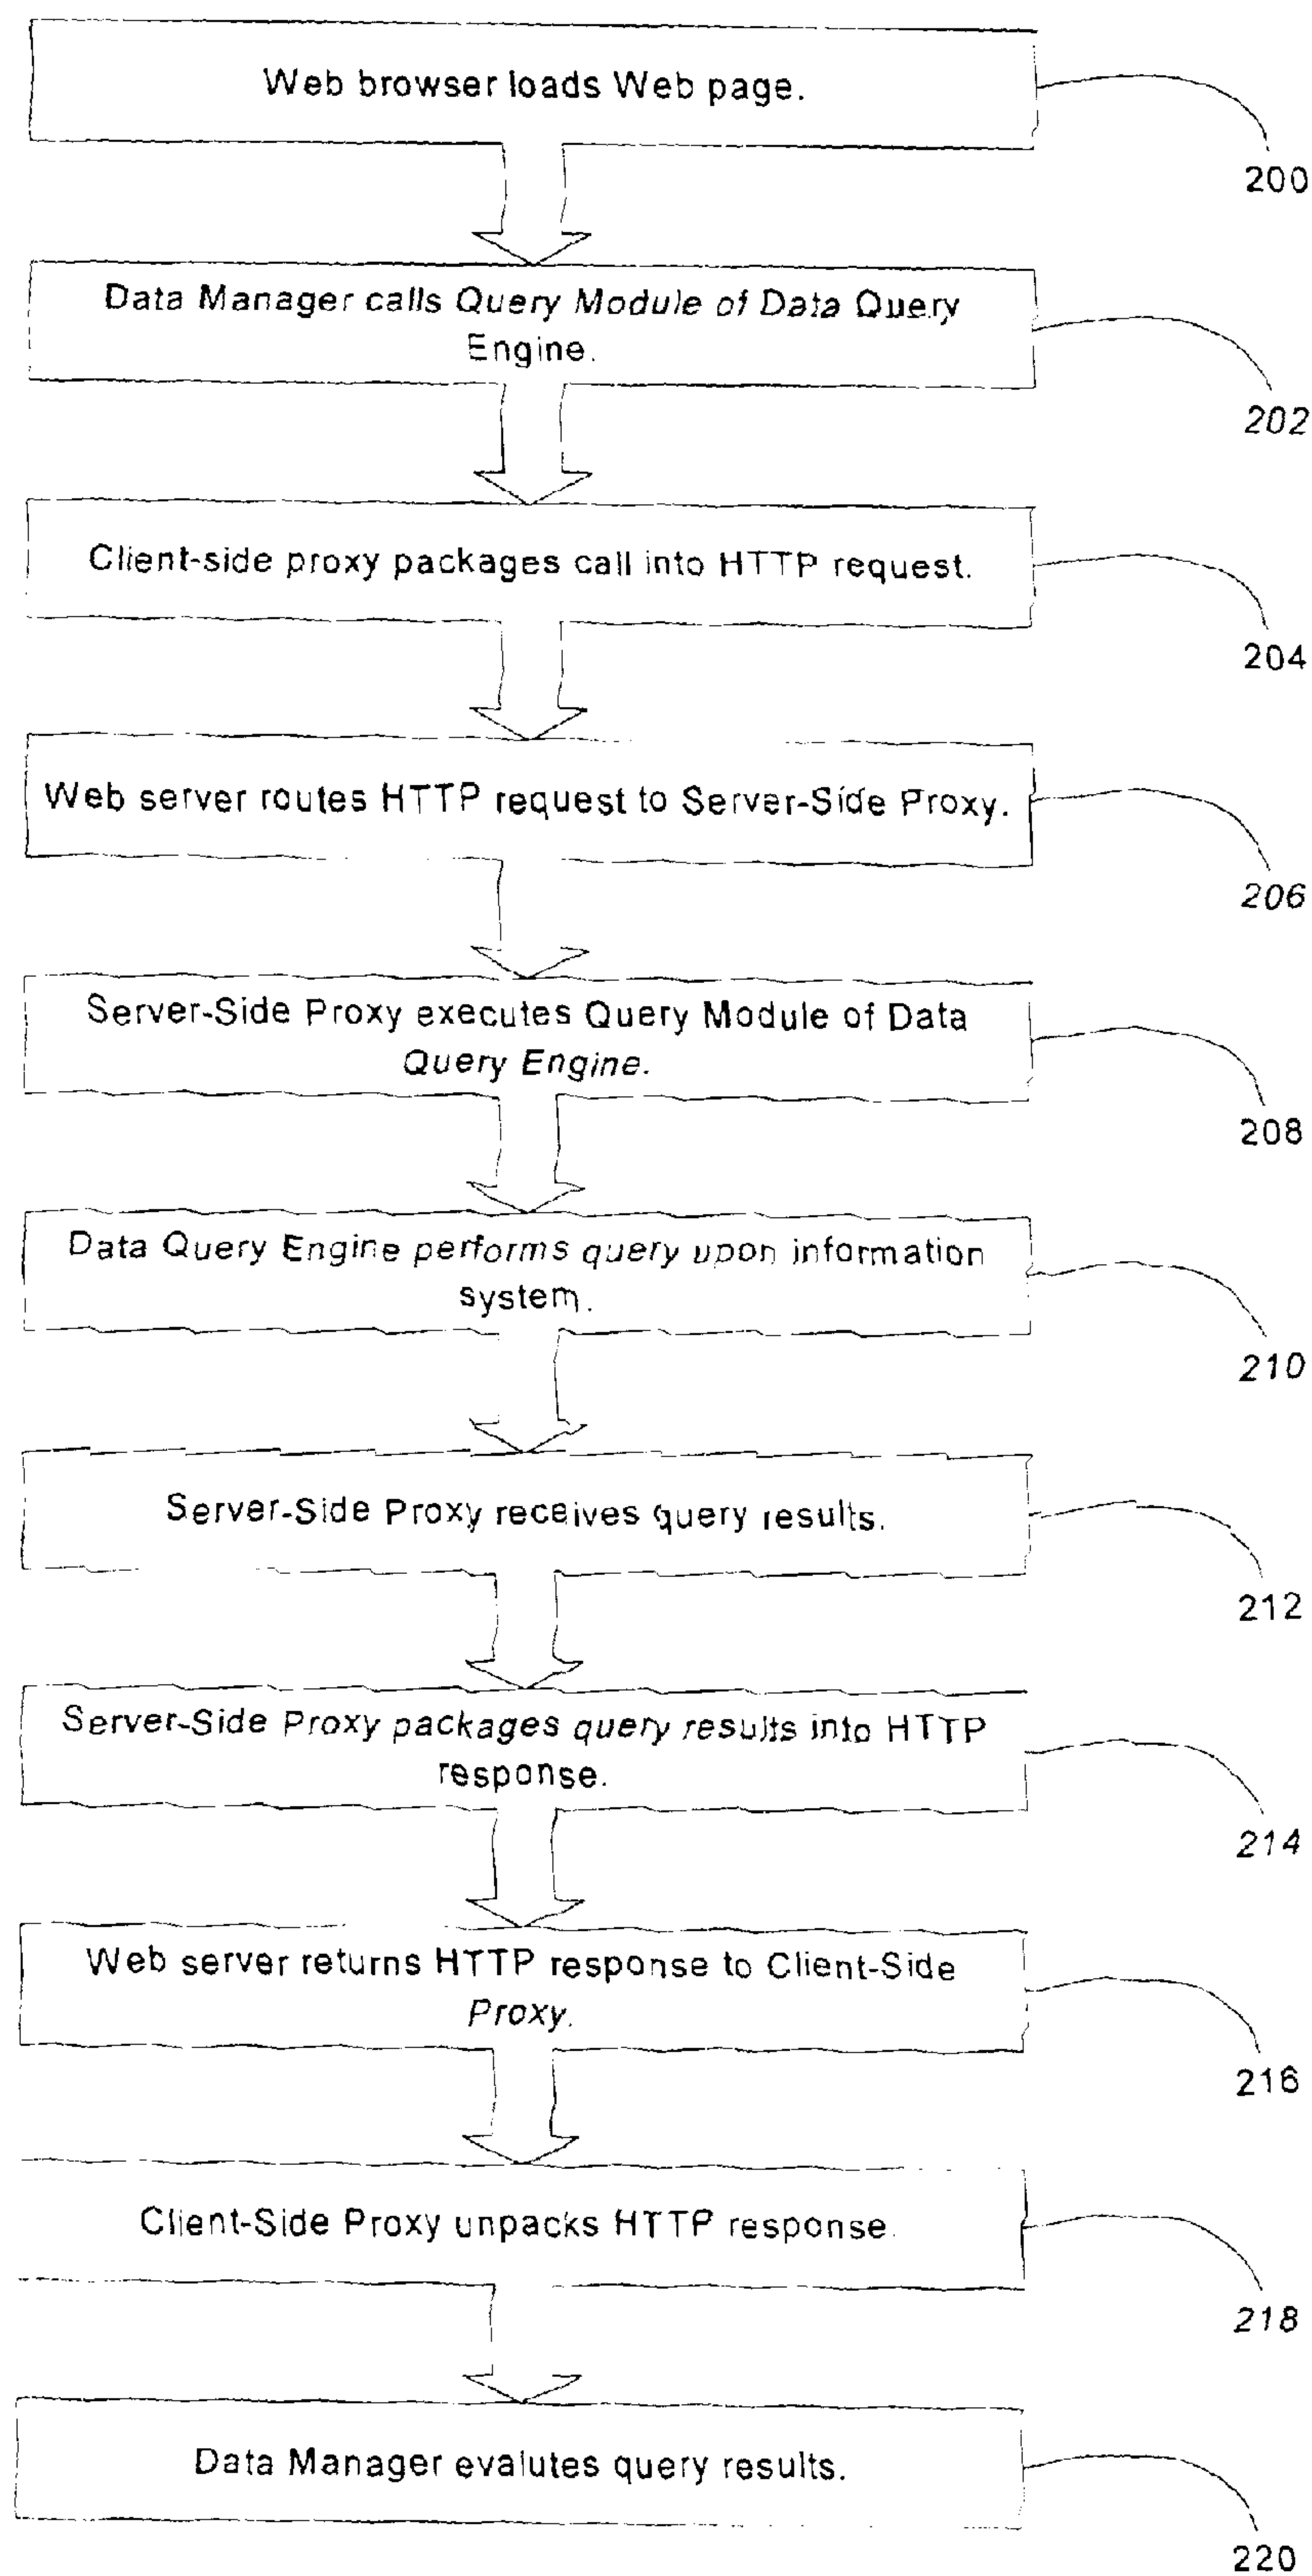 Web browser loads Web page.
200
Data Manager calls Query Module of Data Query
Engine.
202
Client-side proxy packages call into HTTP request.
204
Web server routes HTTP request to Server-Side Proxy.
206
Server-Side Proxy executes Query Module of Data
Query Engine.
208
Data Query Engine performs query upon information
system.
210
Server-Side Proxy receives query results.
212
Server-Side Proxy packages query results into HTTP
response.
214
Web server returns HTTP response to Client-Side
Proxy.
216
Client-Side Proxy unpacks HTTP response.
218
Data Manager evalutes query results.
220